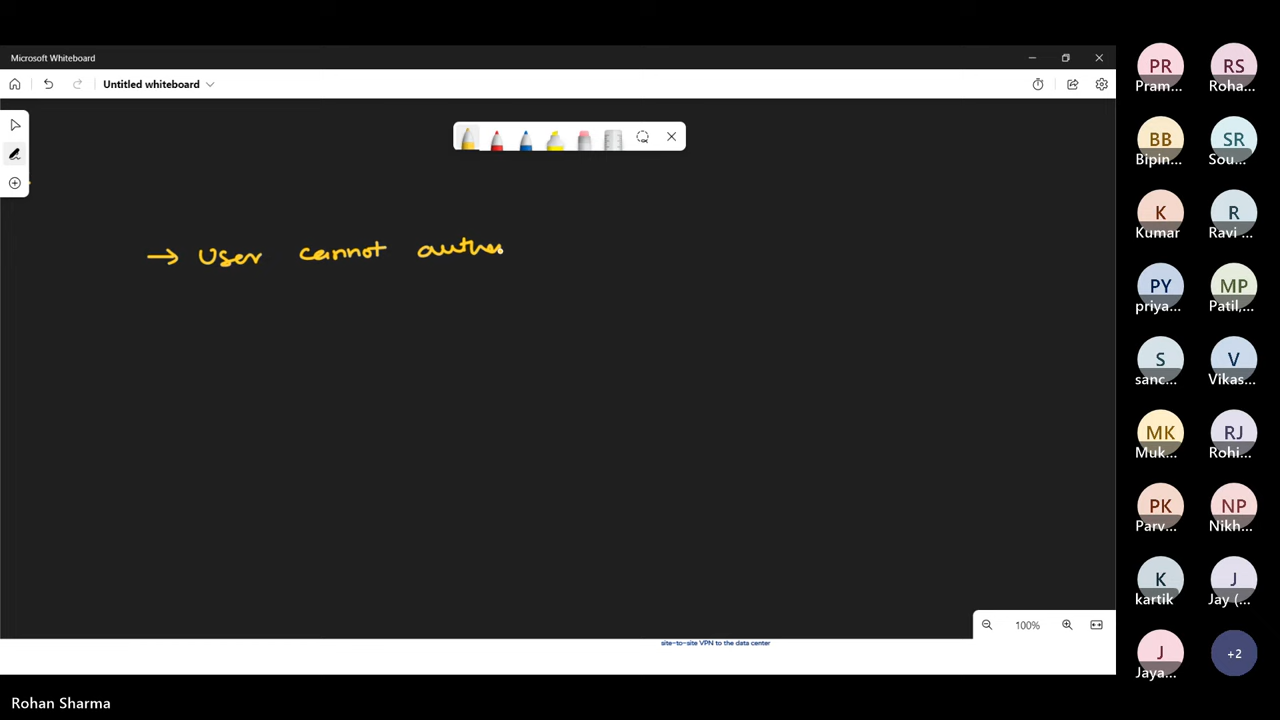 Microsoft Whiteboard
Untitled whiteboard
→ User cannot authe
100%
site-to-site VPN to the data center
PR
Pram...
RS
Roha...
BB
Bipin...
SR
Sou...
K
Kumar
R
Ravi ...
PY
priya...
MP
Patil,...
S
sanc...
V
Vikas...
MK
Muk...
RJ
Rohi...
PK
Parv...
NP
Nikh...
K
kartik
J
Jay (...
J
Jaya...
+2
Rohan Sharma